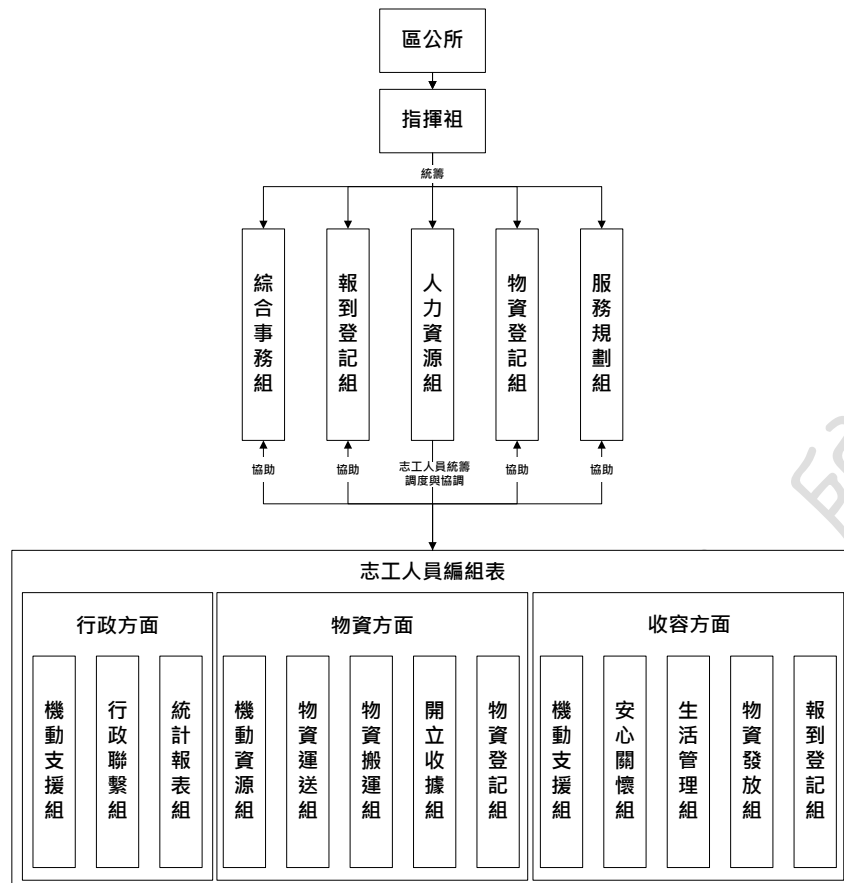 區公所
指揮祖
統籌
綜合事務組
報到登記組
人力資源組
物資登記組
服務規劃組
協助
協助
志工人員統籌
調度與協調
協助
協助
志工人員編組表
行政方面
物資方面
收容方面
機動支援組
行政聯繫組
統計報表組
機動資源組
物資運送組
物資搬運組
開立收據組
物資登記組
機動支援組
安心關懷組
生活管理組
物資發放組
報到登記組